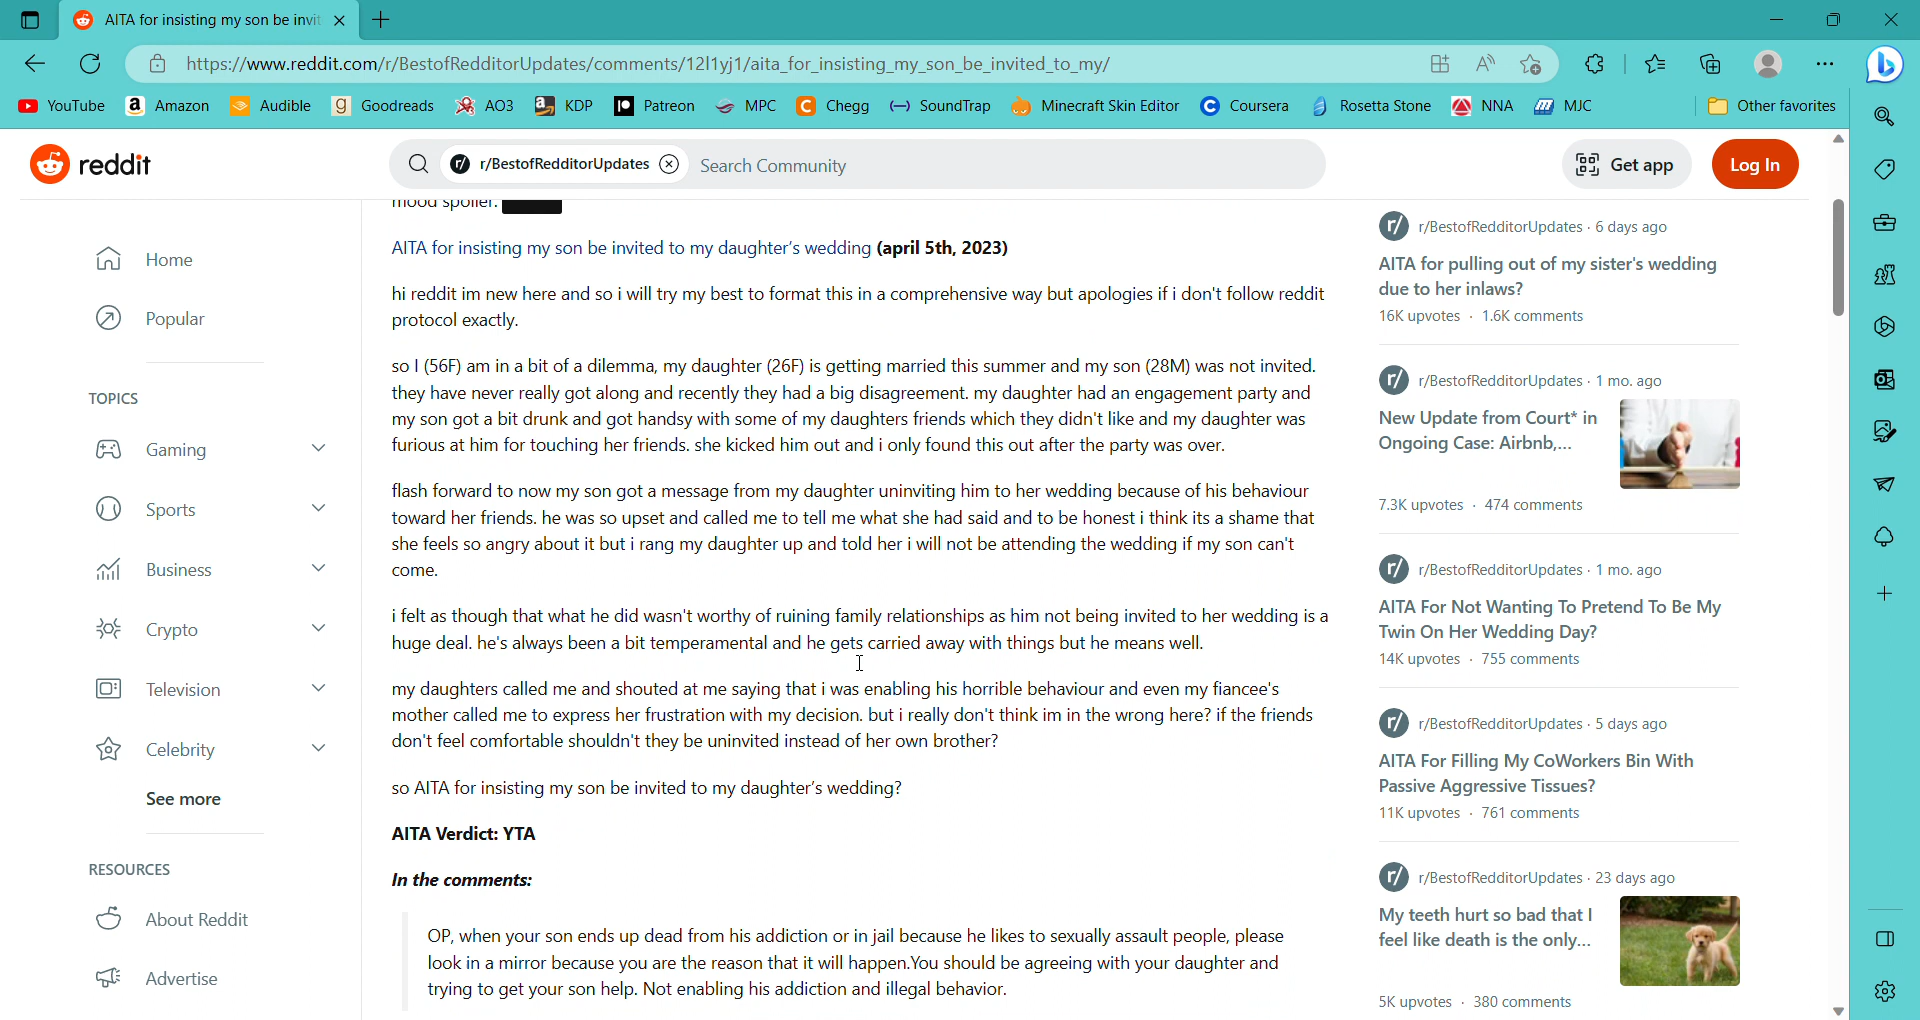 AITA for insisting my son be invit
https://www.reddit.com/r/BestofRedditorUpdates/comments/12l1yj1/aita_for_insisting_my_son_be_invited_to_my/
YouTube Amazon Audible Goodreads AO3 KDP Patreon MPC Chegg SoundTrap Minecraft Skin Editor Coursera Rosetta Stone NNA MJC Other favorites
reddit r/BestofRedditorUpdates Search Community Get app Log In
Home
Popular
TOPICS
Gaming
Sports
Business
Crypto
Television
Celebrity
See more
RESOURCES
About Reddit
Advertise
mood spoiler:
AITA for insisting my son be invited to my daughter's wedding (april 5th, 2023)
hi reddit im new here and so i will try my best to format this in a comprehensive way but apologies if i don't follow reddit
protocol exactly.
so I (56F) am in a bit of a dilemma, my daughter (26F) is getting married this summer and my son (28M) was not invited.
they have never really got along and recently they had a big disagreement. my daughter had an engagement party and
my son got a bit drunk and got handsy with some of my daughters friends which they didn't like and my daughter was
furious at him for touching her friends. she kicked him out and i only found this out after the party was over.
flash forward to now my son got a message from my daughter uninviting him to her wedding because of his behaviour
toward her friends. he was so upset and called me to tell me what she had said and to be honest i think its a shame that
she feels so angry about it but i rang my daughter up and told her i will not be attending the wedding if my son can't
come.
i felt as though that what he did wasn't worthy of ruining family relationships as him not being invited to her wedding is a
huge deal. he's always been a bit temperamental and he gets carried away with things but he means well.
my daughters called me and shouted at me saying that i was enabling his horrible behaviour and even my fiancee's
mother called me to express her frustration with my decision. but i really don't think im in the wrong here? if the friends
don't feel comfortable shouldn't they be uninvited instead of her own brother?
so AITA for insisting my son be invited to my daughter's wedding?
AITA Verdict: YTA
In the comments:
OP, when your son ends up dead from his addiction or in jail because he likes to sexually assault people, please
look in a mirror because you are the reason that it will happen.You should be agreeing with your daughter and
trying to get your son help. Not enabling his addiction and illegal behavior.
r/BestofRedditorUpdates · 6 days ago
AITA for pulling out of my sister's wedding
due to her inlaws?
16K upvotes · 1.6K comments
r/BestofRedditorUpdates · 1 mo. ago
New Update from Court* in
Ongoing Case: Airbnb,...
7.3K upvotes · 474 comments
r/BestofRedditorUpdates · 1 mo. ago
AITA For Not Wanting To Pretend To Be My
Twin On Her Wedding Day?
14K upvotes · 755 comments
r/BestofRedditorUpdates · 5 days ago
AITA For Filling My CoWorkers Bin With
Passive Aggressive Tissues?
11K upvotes · 761 comments
r/BestofRedditorUpdates · 23 days ago
My teeth hurt so bad that I
feel like death is the only...
5K upvotes · 380 comments